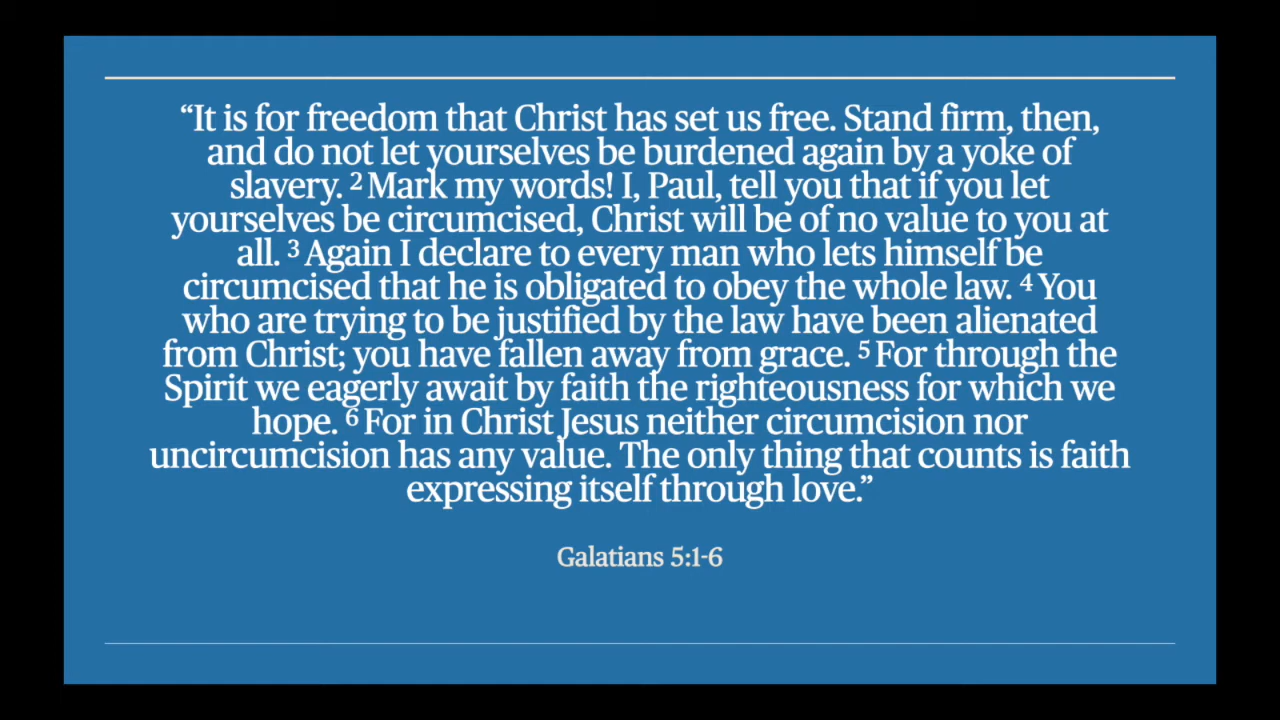 “It is for freedom that Christ has set us free. Stand firm, then,
and do not let yourselves be burdened again by a yoke of
slavery. ² Mark my words! I, Paul, tell you that if you let
yourselves be circumcised, Christ will be of no value to you at
all. ³ Again I declare to every man who lets himself be
circumcised that he is obligated to obey the whole law. ⁴ You
who are trying to be justified by the law have been alienated
from Christ; you have fallen away from grace. ⁵ For through the
Spirit we eagerly await by faith the righteousness for which we
hope. ⁶ For in Christ Jesus neither circumcision nor
uncircumcision has any value. The only thing that counts is faith
expressing itself through love.”
Galatians 5:1-6